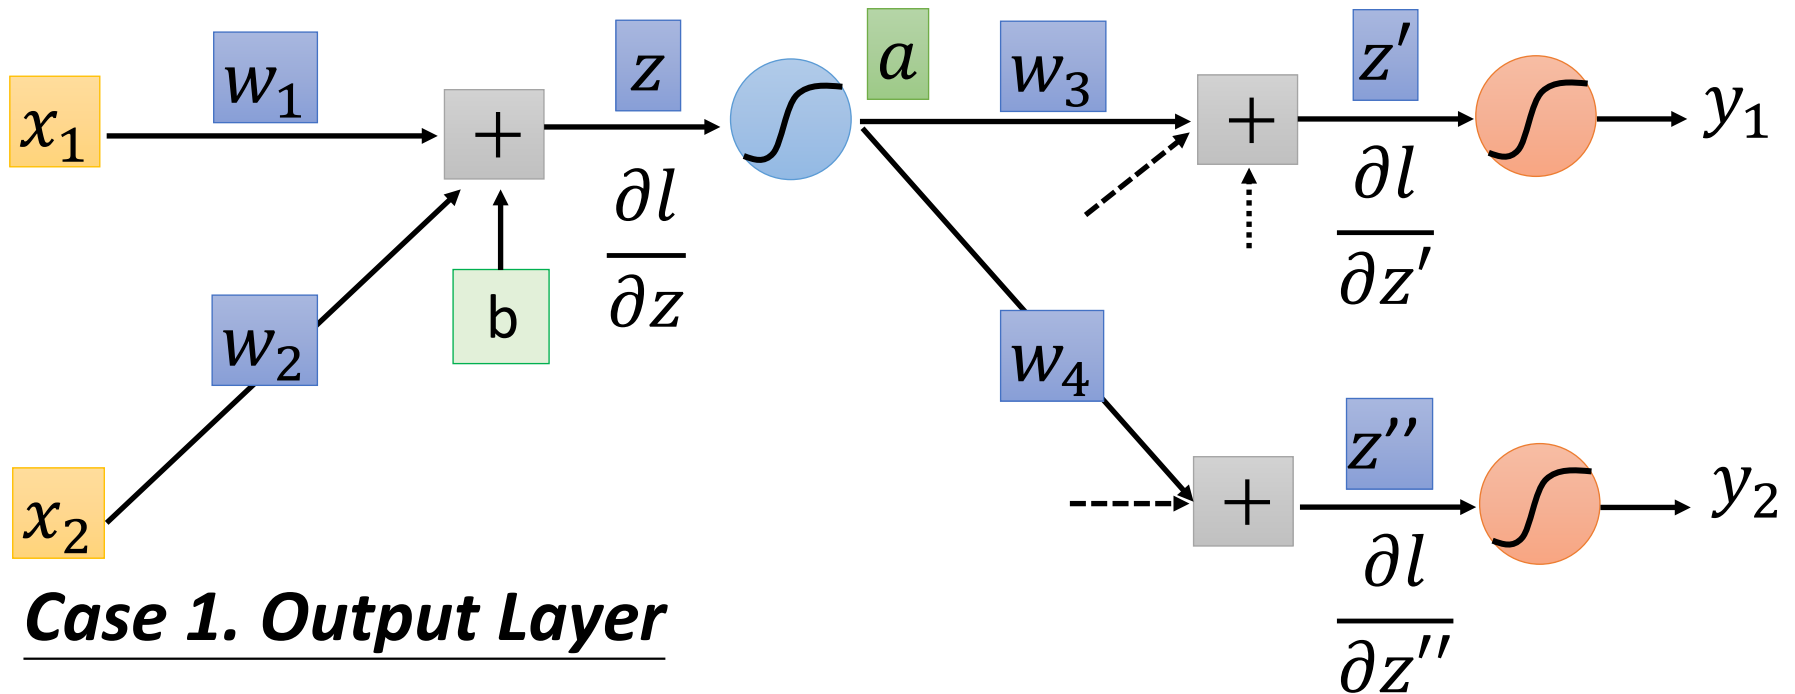 x₁
w₁
z
a
w₃
z′
y₁
∂l
∂z
∂l
∂z′
w₂
b
w₄
x₂
z′′
y₂
∂l
∂z′′
Case 1. Output Layer
+
+
+